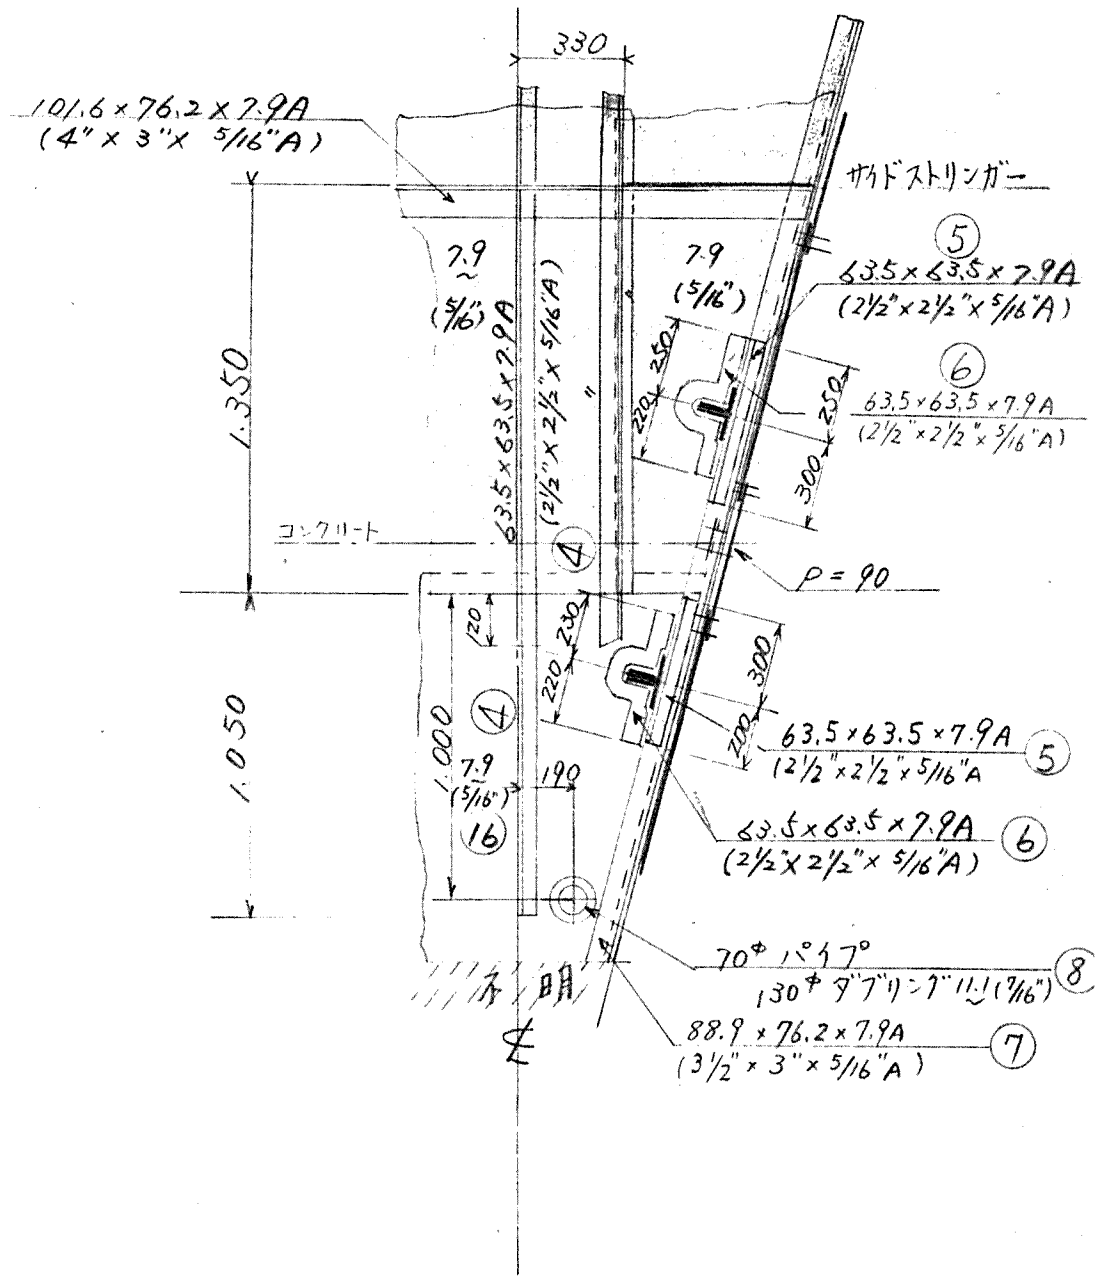 330
101.6 × 76.2 × 7.9A
(4" × 3" × 5/16"A)
サイドストリンガー
⑤
63.5 × 63.5 × 7.9A
(2½" × 2½" × 5/16"A)
7.9
(5/16")
7.9
(5/16")
63.5 × 63.5 × 7.9A
(2½" × 2½" × 5/16"A)
"
250
220
⑥
63.5 × 63.5 × 7.9A
(2½" × 2½" × 5/16"A)
250
300
1.350
コンクリート
④
P = 90
120
230
220
300
200
1.050
1.000
④
63.5 × 63.5 × 7.9A
(2½" × 2½" × 5/16"A
⑤
7.9
(5/16")
190
⑯
63.5 × 63.5 × 7.9A
(2½" × 2½" × 5/16"A)
⑥
70φ パイプ
130φ ダブリング 11.1 (7/16")
⑧
不明
88.9 × 76.2 × 7.9A
(3½" × 3" × 5/16"A)
⑦
℄